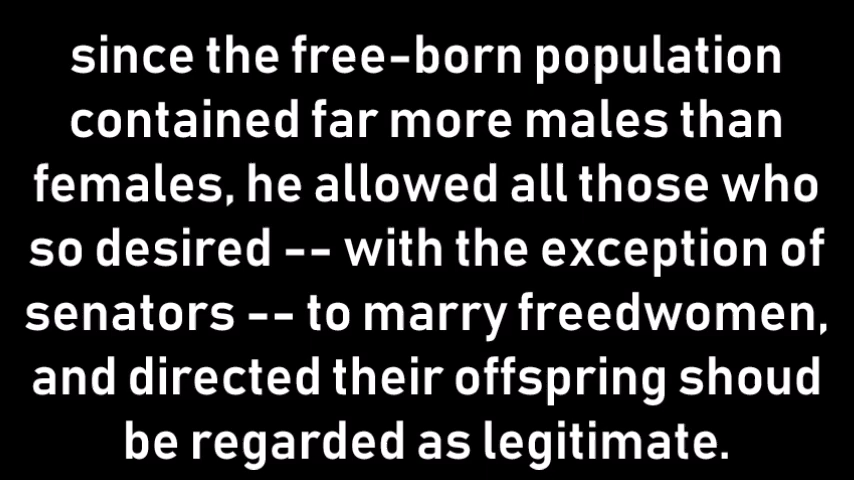 since the free-born population
contained far more males than
females, he allowed all those who
so desired -- with the exception of
senators -- to marry freedwomen,
and directed their offspring shoud
be regarded as legitimate.